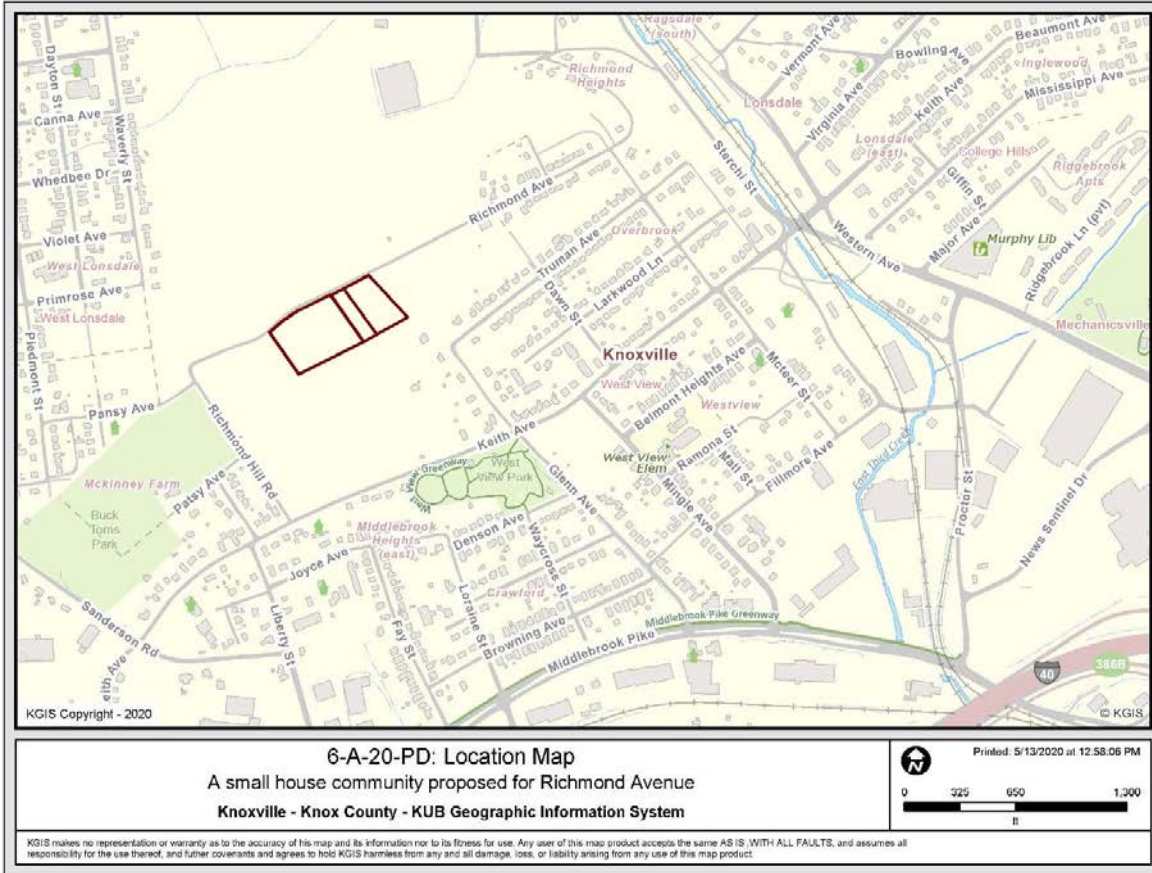 Ragsdale
(south)
Vermont Ave
Bowling Ave
Beaumont Ave
Inglewood
Mississippi Ave
Keith Ave
Virginia Ave
Dayton St
Canna Ave
Waverly St
Richmond
Heights
Lonsdale
Lonsdale
(east)
College Hills
Ridgebrook
Apts
Giffin St
Sterchi St
Whedbee Dr
Richmond Ave
Violet Ave
West Lonsdale
Overbrook
Truman Ave
Western Ave
Major Ave
Murphy Lib
Ridgebrook Ln (pvt)
Primrose Ave
West Lonsdale
Larkwood Ln
Dawn St
Mechanicsville
Piedmont St
Knoxville
West View
Belmont Heights Ave
Mcteer St
Westview
Pansy Ave
Richmond Hill Rd
Keith Ave
West View
Elem
Ramona St
Mall St
Fillmore Ave
West View Greenway
West
View Park
Glenn Ave
Mingle Ave
East Third Creek
Proctor St
News Sentinel Dr
Mckinney Farm
Patsy Ave
Buck
Toms
Park
Middlebrook
Heights
(east)
Denson Ave
Waycross St
Joyce Ave
Crawford
Loraine St
Fay St
Liberty St
Browning Ave
Middlebrook Pike
Middlebrook Pike Greenway
Sanderson Rd
eith Ave
40
386B
KGIS Copyright - 2020
© KGIS
6-A-20-PD: Location Map
A small house community proposed for Richmond Avenue
Knoxville - Knox County - KUB Geographic Information System
N
Printed: 5/13/2020 at 12:58:06 PM
0 325 650 1,300
ft
KGIS makes no representation or warranty as to the accuracy of his map and its information nor to its fitness for use. Any user of this map product accepts the same AS IS ,WITH ALL FAULTS, and assumes all
responsibility for the use thereof, and futher covenants and agrees to hold KGIS harmless from any and all damage, loss, or liability arising from any use of this map product.